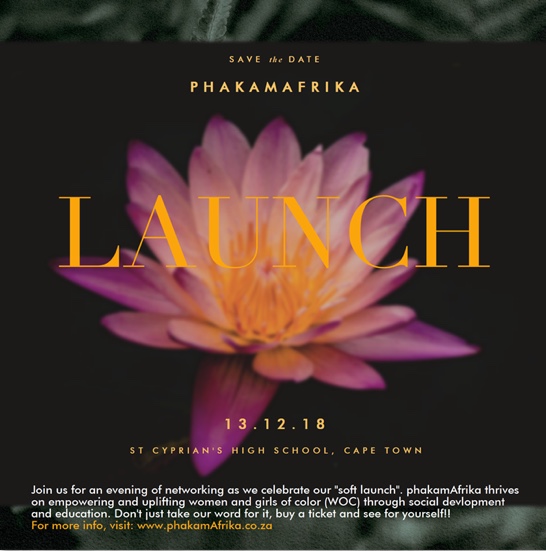 SAVE the DATE
PHAKAMAFRIKA
LAUNCH
13.12.18
ST CYPRIAN'S HIGH SCHOOL, CAPE TOWN
Join us for an evening of networking as we celebrate our "soft launch". phakamAfrika thrives
on empowering and uplifting women and girls of color (WOC) through social devlopment
and education. Don't just take our word for it, buy a ticket and see for yourself!!
For more info, visit: www.phakamAfrika.co.za